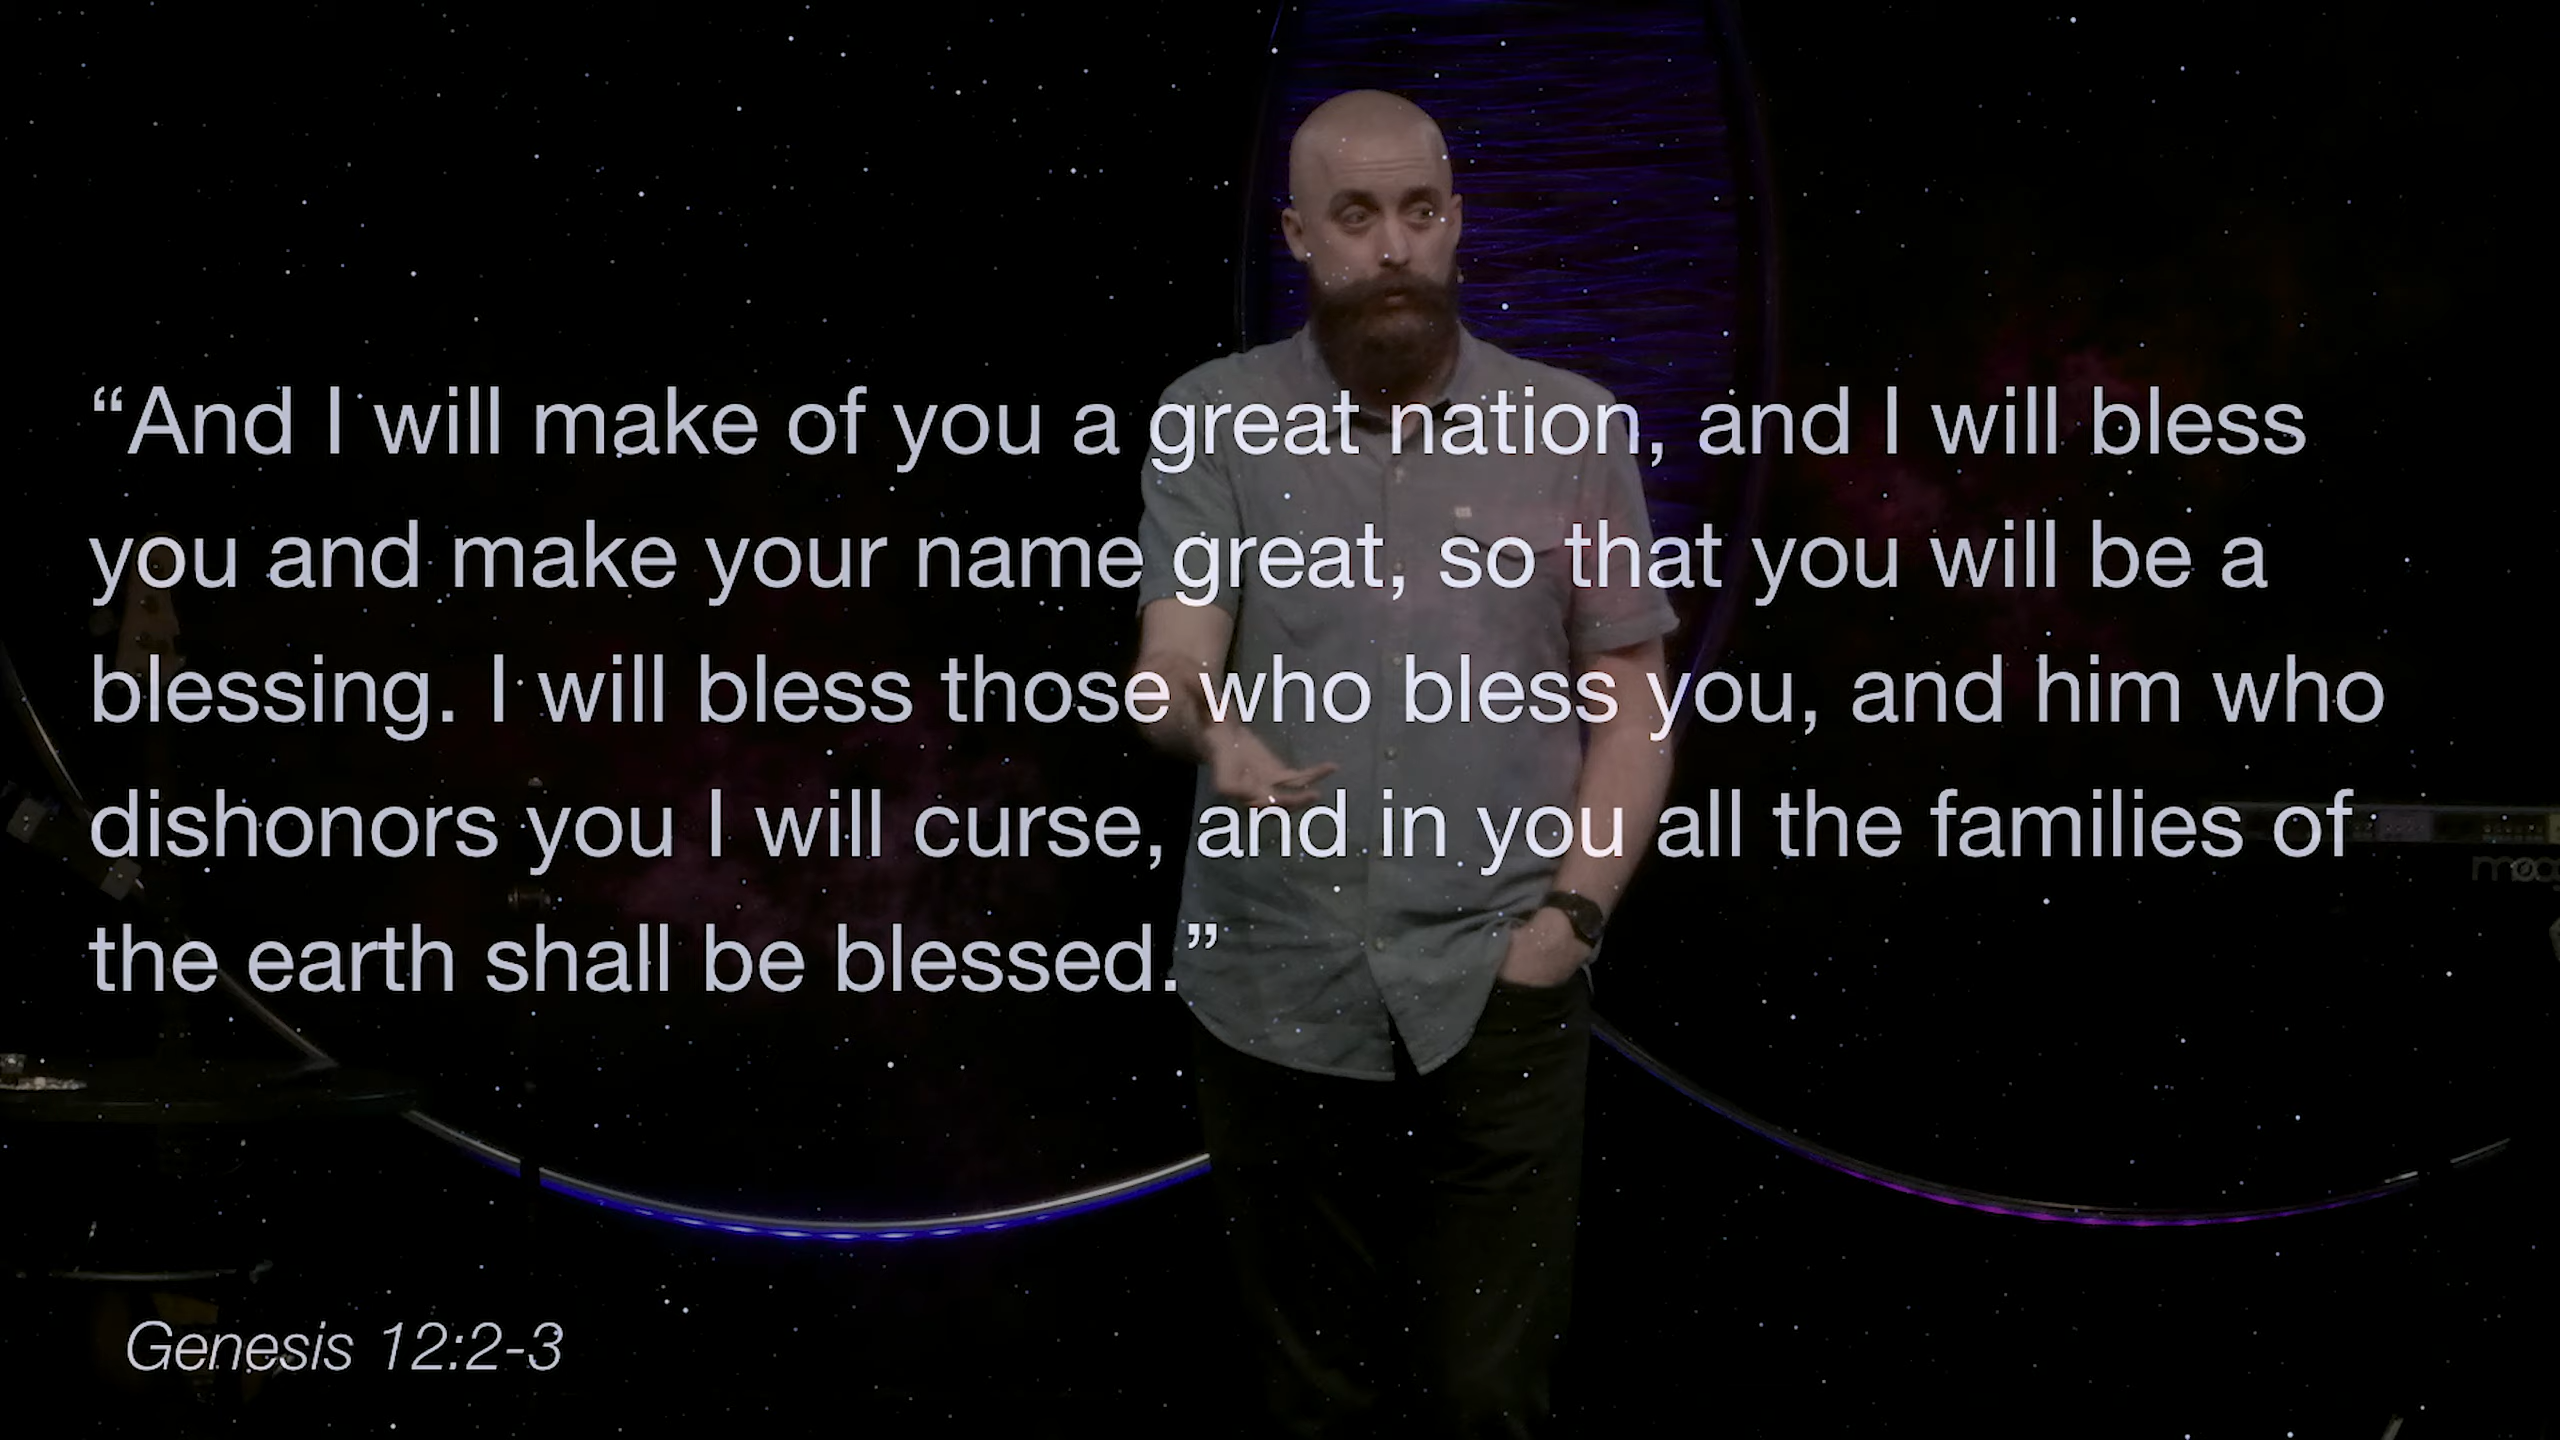 “And I will make of you a great nation, and I will bless
you and make your name great, so that you will be a
blessing. I will bless those who bless you, and him who
dishonors you I will curse, and in you all the families of
the earth shall be blessed.”
moog
Genesis 12:2-3